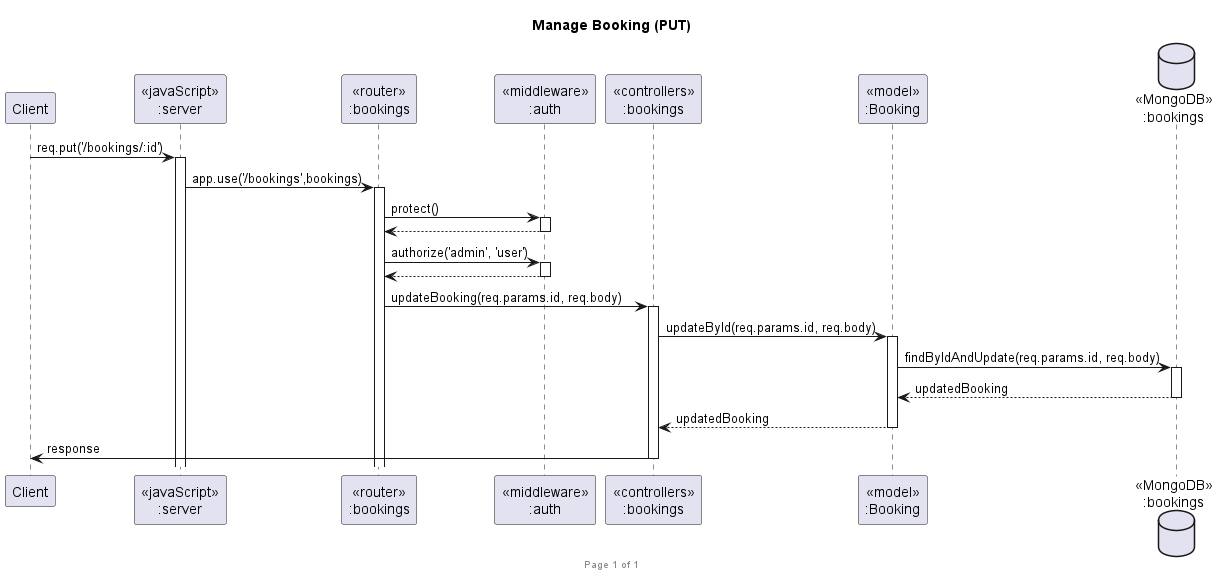 Manage Booking (PUT)
Client
«javaScript»
:server
«router»
:bookings
«middleware»
:auth
«controllers»
:bookings
«model»
:Booking
«MongoDB»
:bookings
req.put('/bookings/:id')
app.use('/bookings',bookings)
protect()
authorize('admin', 'user')
updateBooking(req.params.id, req.body)
updateById(req.params.id, req.body)
findByIdAndUpdate(req.params.id, req.body)
updatedBooking
updatedBooking
response
Client
«javaScript»
:server
«router»
:bookings
«middleware»
:auth
«controllers»
:bookings
«model»
:Booking
«MongoDB»
:bookings
Page 1 of 1